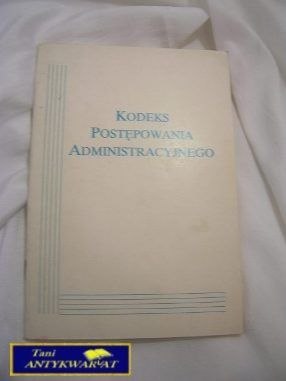 KODEKS
POSTĘPOWANIA
ADMINISTRACYJNEGO
Tani
ANTYKWARIAT